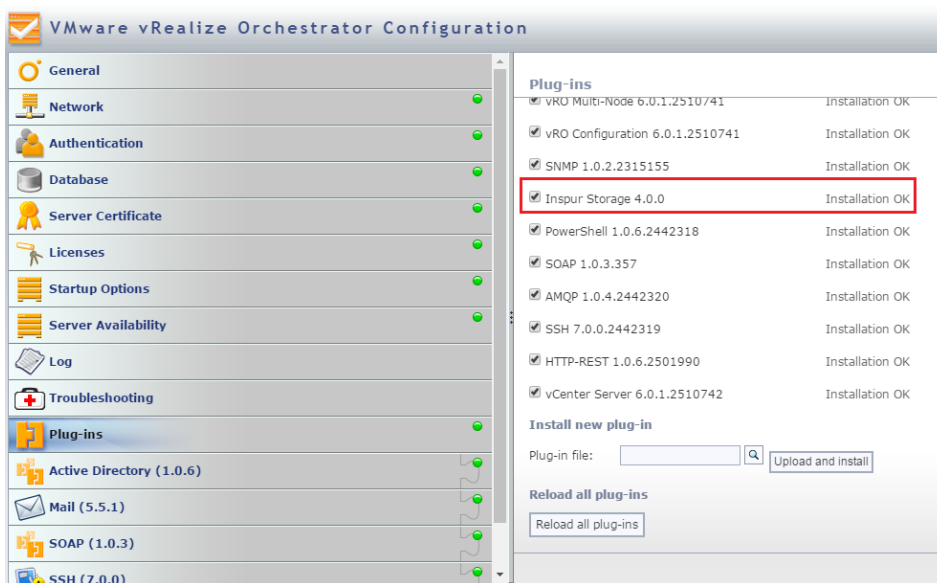 VMware vRealize Orchestrator Configuration
General
Network
Authentication
Database
Server Certificate
Licenses
Startup Options
Server Availability
Log
Troubleshooting
Plug-ins
Active Directory (1.0.6)
Mail (5.5.1)
SOAP (1.0.3)
SSH (7.0.0)
Plug-ins
vRO Multi-Node 6.0.1.2510741 Installation OK
vRO Configuration 6.0.1.2510741 Installation OK
SNMP 1.0.2.2315155 Installation OK
Inspur Storage 4.0.0 Installation OK
PowerShell 1.0.6.2442318 Installation OK
SOAP 1.0.3.357 Installation OK
AMQP 1.0.4.2442320 Installation OK
SSH 7.0.0.2442319 Installation OK
HTTP-REST 1.0.6.2501990 Installation OK
vCenter Server 6.0.1.2510742 Installation OK
Install new plug-in
Plug-in file: Upload and install
Reload all plug-ins
Reload all plug-ins